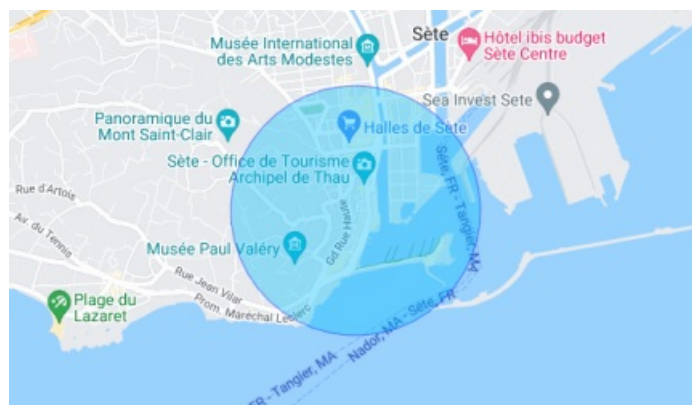 Sète
Musée International
des Arts Modestes
Hôtel ibis budget
Sète Centre
Sea Invest Sete
Panoramique du
Mont Saint-Clair
Halles de Sète
Sète - Office de Tourisme
Archipel de Thau
Sète, FR - Tangier, MA
Rue d'Artois
Gd Rue Haute
Av. du Tennis
Musée Paul Valéry
Rue Jean Vilar
Prom. Maréchal Leclerc
Plage du
Lazaret
Nador, MA - Sète, FR
FR - Tangier, MA